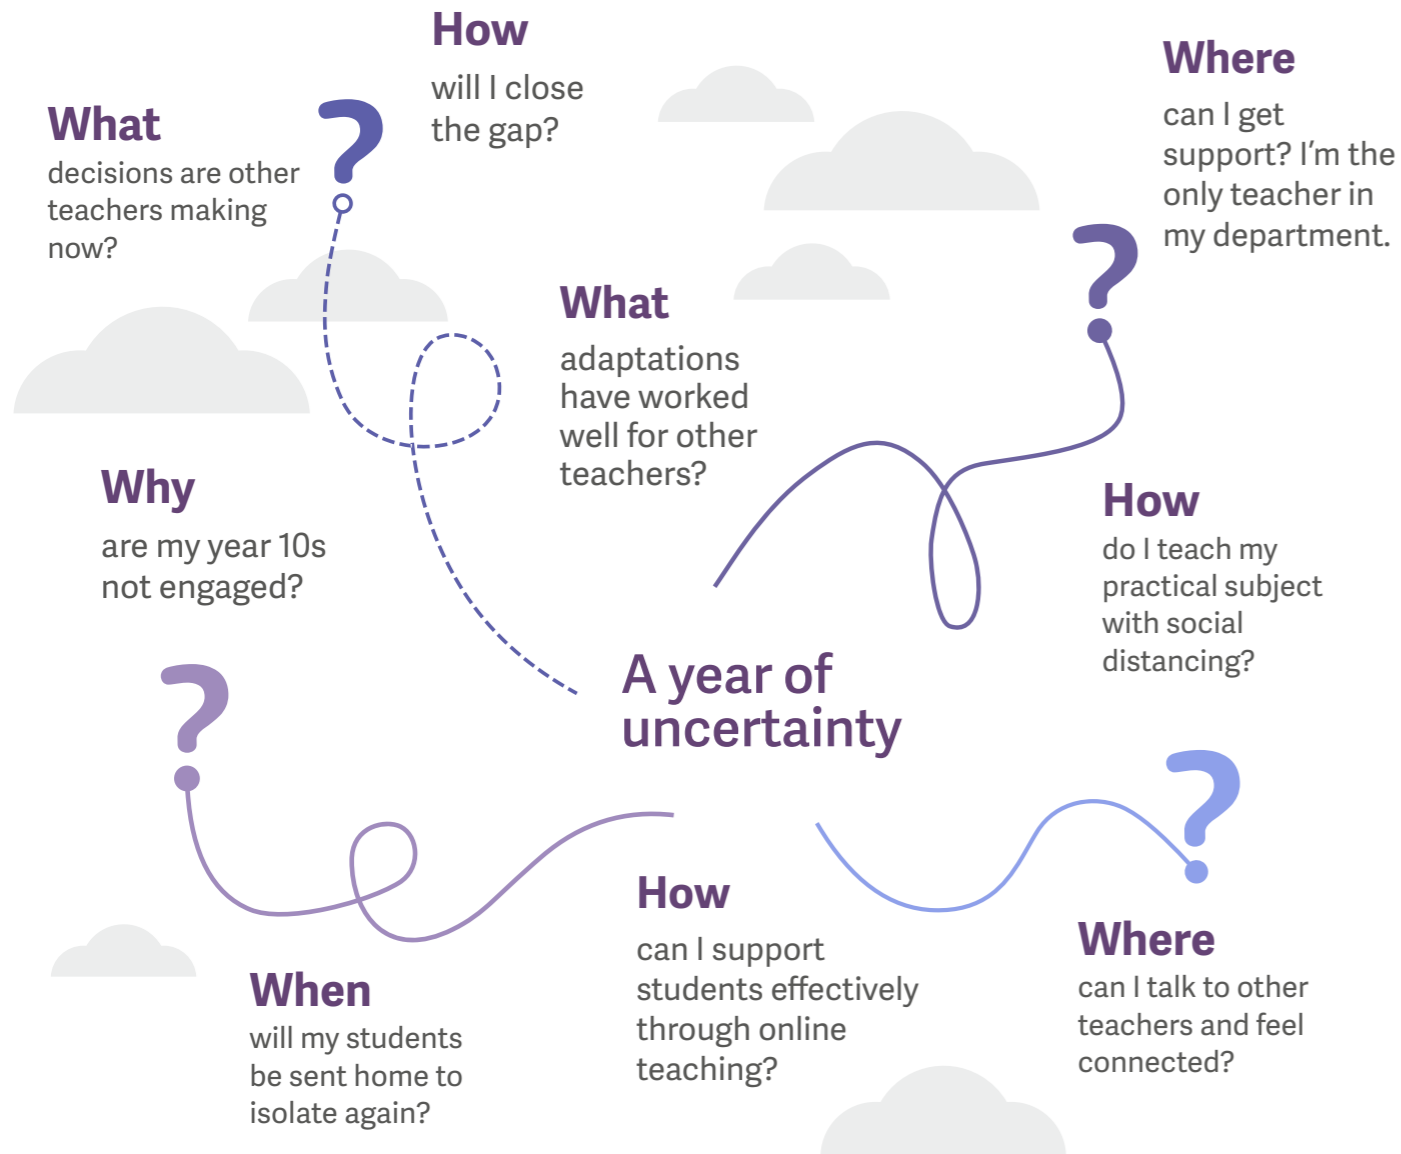 How
will I close
the gap?
What
decisions are other
teachers making
now?
Where
can I get
support? I'm the
only teacher in
my department.
What
adaptations
have worked
well for other
teachers?
Why
are my year 10s
not engaged?
How
do I teach my
practical subject
with social
distancing?
A year of
uncertainty
How
can I support
students effectively
through online
teaching?
Where
can I talk to other
teachers and feel
connected?
When
will my students
be sent home to
isolate again?